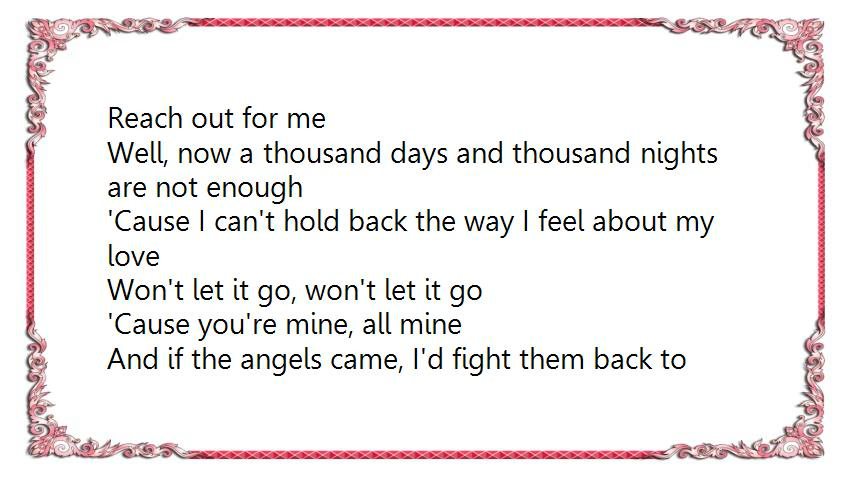 Reach out for me
Well, now a thousand days and thousand nights
are not enough
'Cause I can't hold back the way I feel about my
love
Won't let it go, won't let it go
'Cause you're mine, all mine
And if the angels came, I'd fight them back to